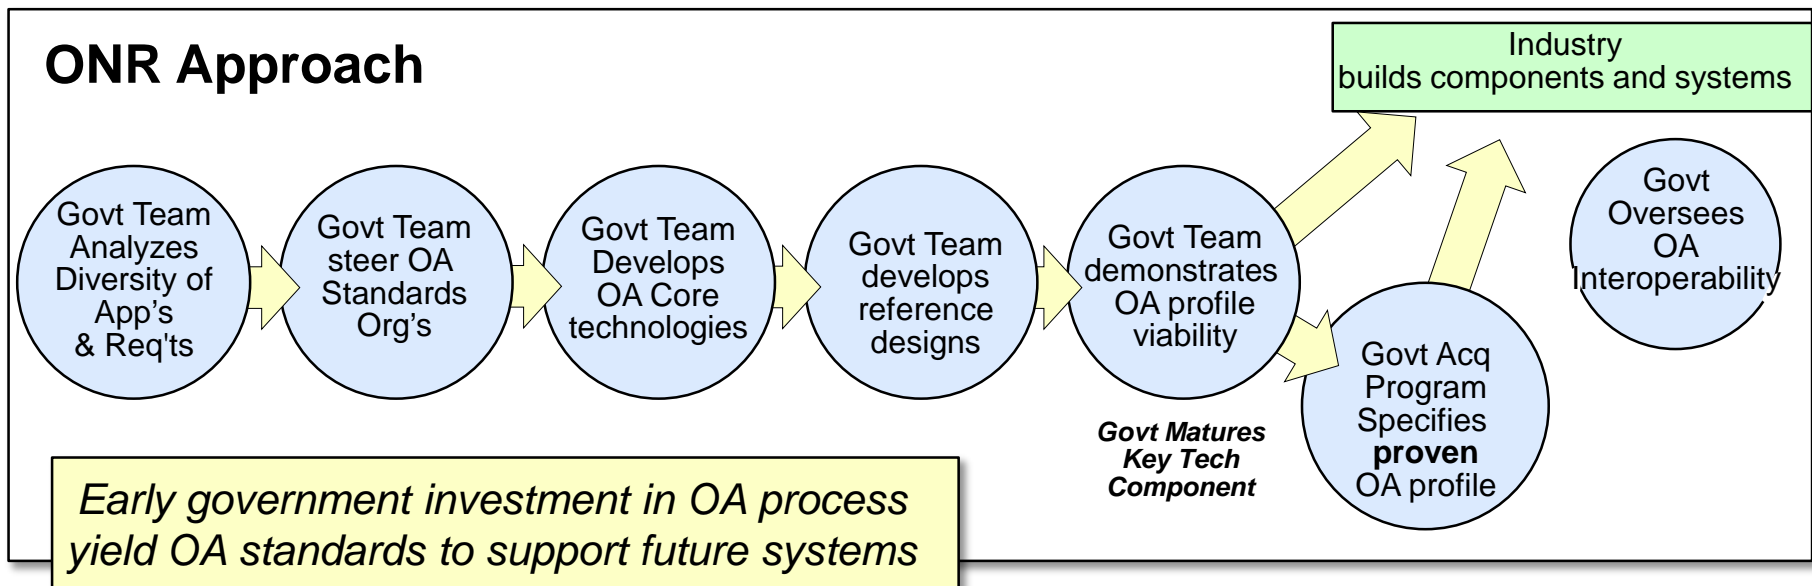 ONR Approach
Industry
builds components and systems
Govt Team
Analyzes
Diversity of
App’s
& Req'ts
Govt Team
steer OA
Standards
Org’s
Govt Team
Develops
OA Core
technologies
Govt Team
develops
reference
designs
Govt Team
demonstrates
OA profile
viability
Govt
Oversees
OA
Interoperability
Govt Acq
Program
Specifies
proven
OA profile
Govt Matures
Key Tech
Component
Early government investment in OA process
yield OA standards to support future systems